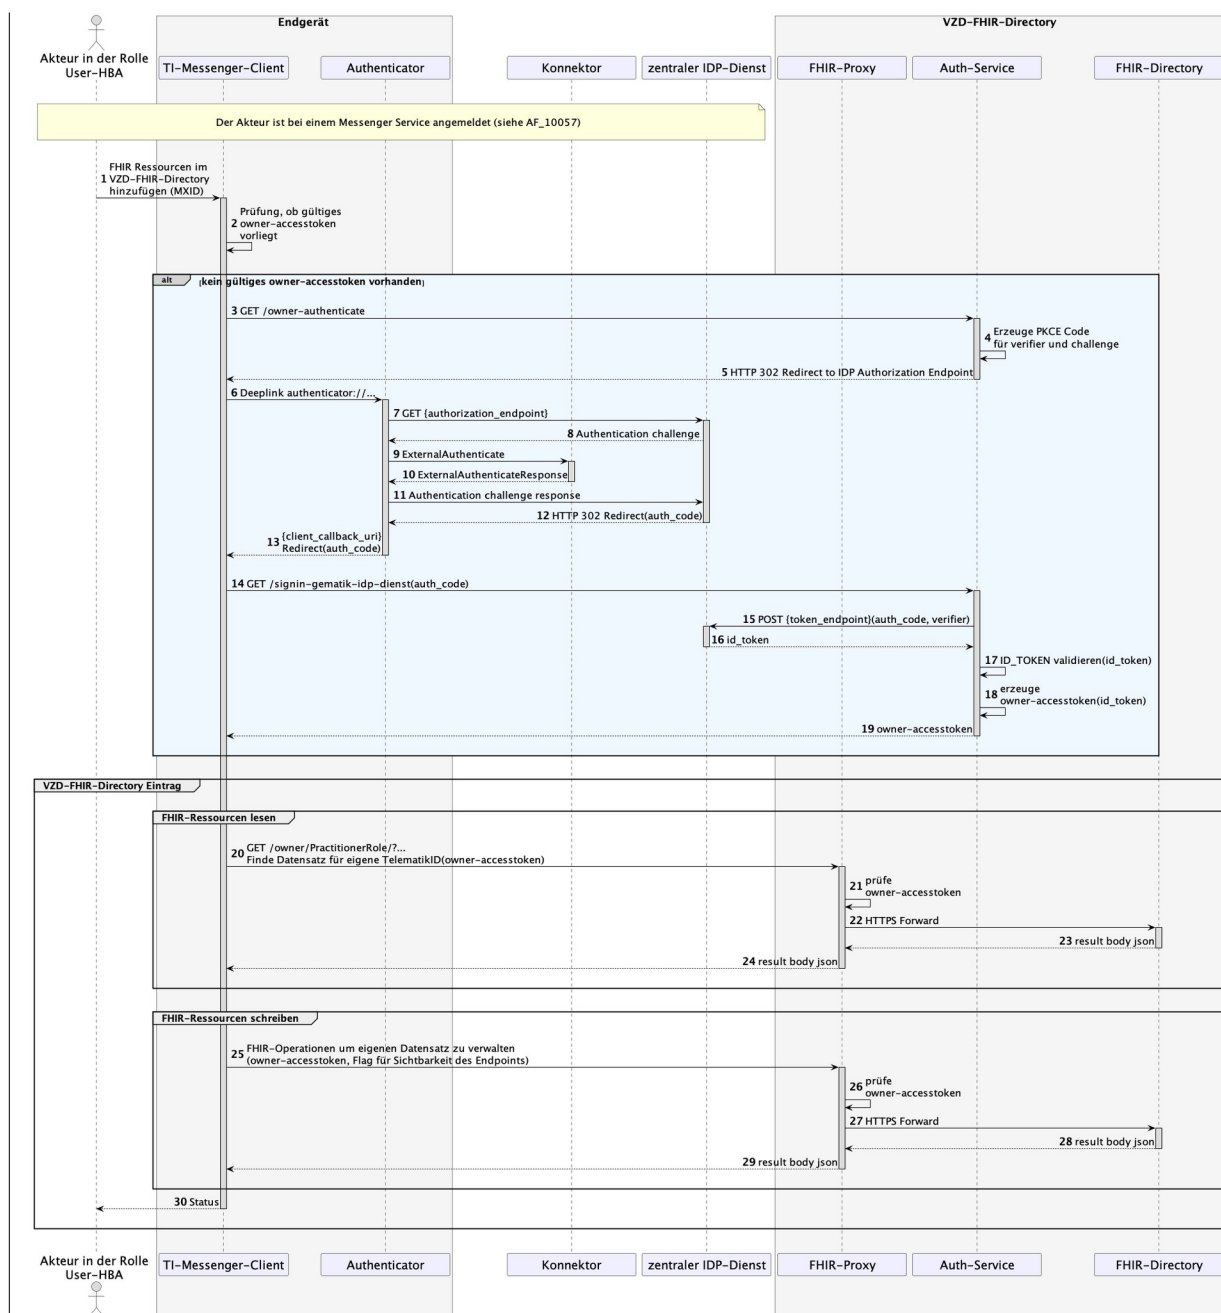 Endgerät
VZD-FHIR-Directory
Akteur in der Rolle
User-HBA
TI-Messenger-Client
Authenticator
Konnektor
zentraler IDP-Dienst
FHIR-Proxy
Auth-Service
FHIR-Directory
Der Akteur ist bei einem Messenger Service angemeldet (siehe AF_10057)
FHIR Ressourcen im
1 VZD-FHIR-Directory
hinzufügen (MXID)
Prüfung, ob gültiges
2 owner-accesstoken
vorliegt
alt [kein gültiges owner-accesstoken vorhanden]
3 GET /owner-authenticate
4 Erzeuge PKCE Code
für verifier und challenge
5 HTTP 302 Redirect to IDP Authorization Endpoint
6 Deeplink authenticator://...
7 GET {authorization_endpoint}
8 Authentication challenge
9 ExternalAuthenticate
10 ExternalAuthenticateResponse
11 Authentication challenge response
12 HTTP 302 Redirect(auth_code)
13 {client_callback_uri}
Redirect(auth_code)
14 GET /signin-gematik-idp-dienst(auth_code)
15 POST {token_endpoint}(auth_code, verifier)
16 id_token
17 ID_TOKEN validieren(id_token)
18 erzeuge
owner-accesstoken(id_token)
19 owner-accesstoken
VZD-FHIR-Directory Eintrag
FHIR-Ressourcen lesen
20 GET /owner/PractitionerRole/?...
Finde Datensatz für eigene TelematikID(owner-accesstoken)
21 prüfe
owner-accesstoken
22 HTTPS Forward
23 result body json
24 result body json
FHIR-Ressourcen schreiben
25 FHIR-Operationen um eigenen Datensatz zu verwalten
(owner-accesstoken, Flag für Sichtbarkeit des Endpoints)
26 prüfe
owner-accesstoken
27 HTTPS Forward
28 result body json
29 result body json
30 Status
Akteur in der Rolle
User-HBA
TI-Messenger-Client
Authenticator
Konnektor
zentraler IDP-Dienst
FHIR-Proxy
Auth-Service
FHIR-Directory